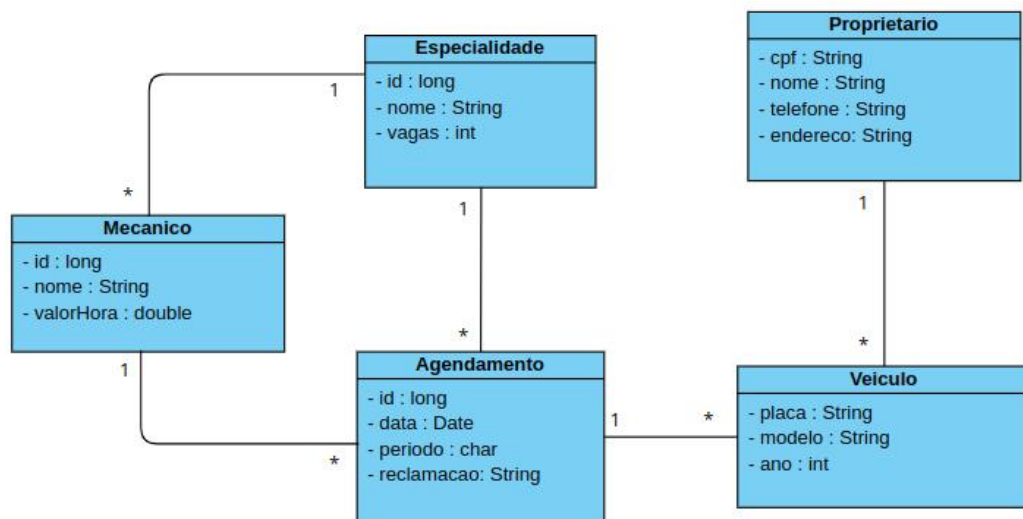 Especialidade
- id : long
- nome : String
- vagas : int
Proprietario
- cpf : String
- nome : String
- telefone : String
- endereco: String
1
*
1
1
Mecanico
- id : long
- nome : String
- valorHora : double
1
*
*
Agendamento
- id : long
- data : Date
- periodo : char
- reclamacao: String
*
1
*
Veiculo
- placa : String
- modelo : String
- ano : int